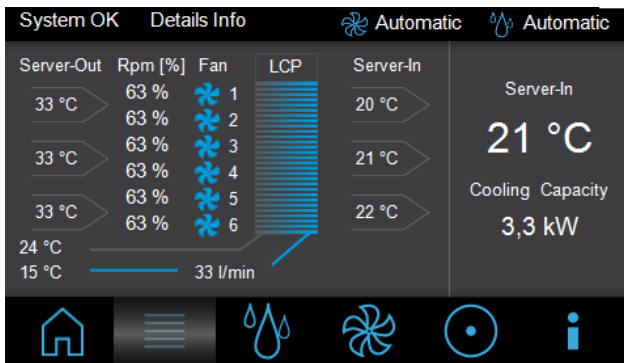 System OK Details Info Automatic Automatic
Server-Out Rpm [%] Fan LCP Server-In
Server-In
33 °C 63 % 1 20 °C
63 % 2
21 °C
33 °C 63 % 3 21 °C
63 % 4
Cooling Capacity
33 °C 63 % 5 22 °C
63 % 6
3,3 kW
24 °C
15 °C 33 l/min